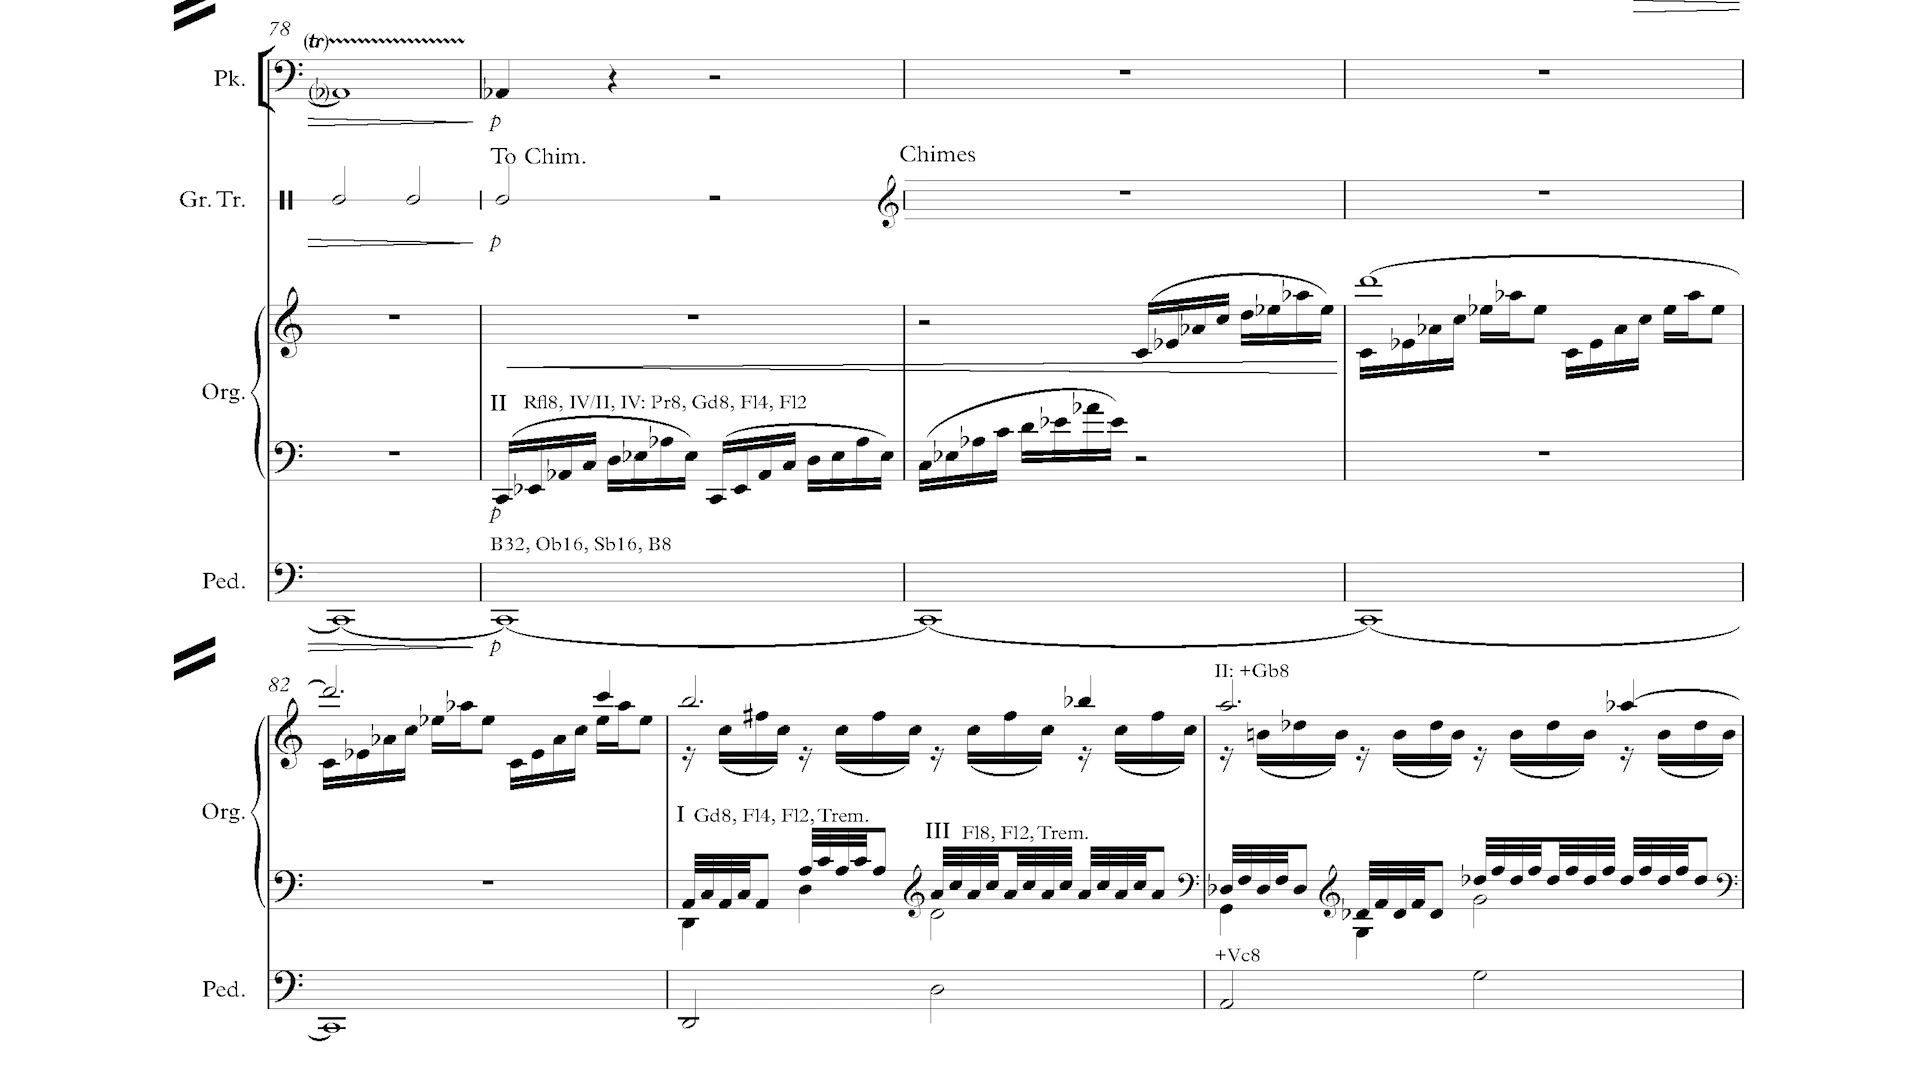 78
(tr)
Pk.
p
To Chim.
Chimes
Gr. Tr.
p
Org.
II Rfl8, IV/II, IV: Pr8, Gd8, Fl4, Fl2
p
B32, Ob16, Sb16, B8
Ped.
p
82
II: +Gb8
Org.
I Gd8, Fl4, Fl2, Trem.
III Fl8, Fl2, Trem.
+Vc8
Ped.